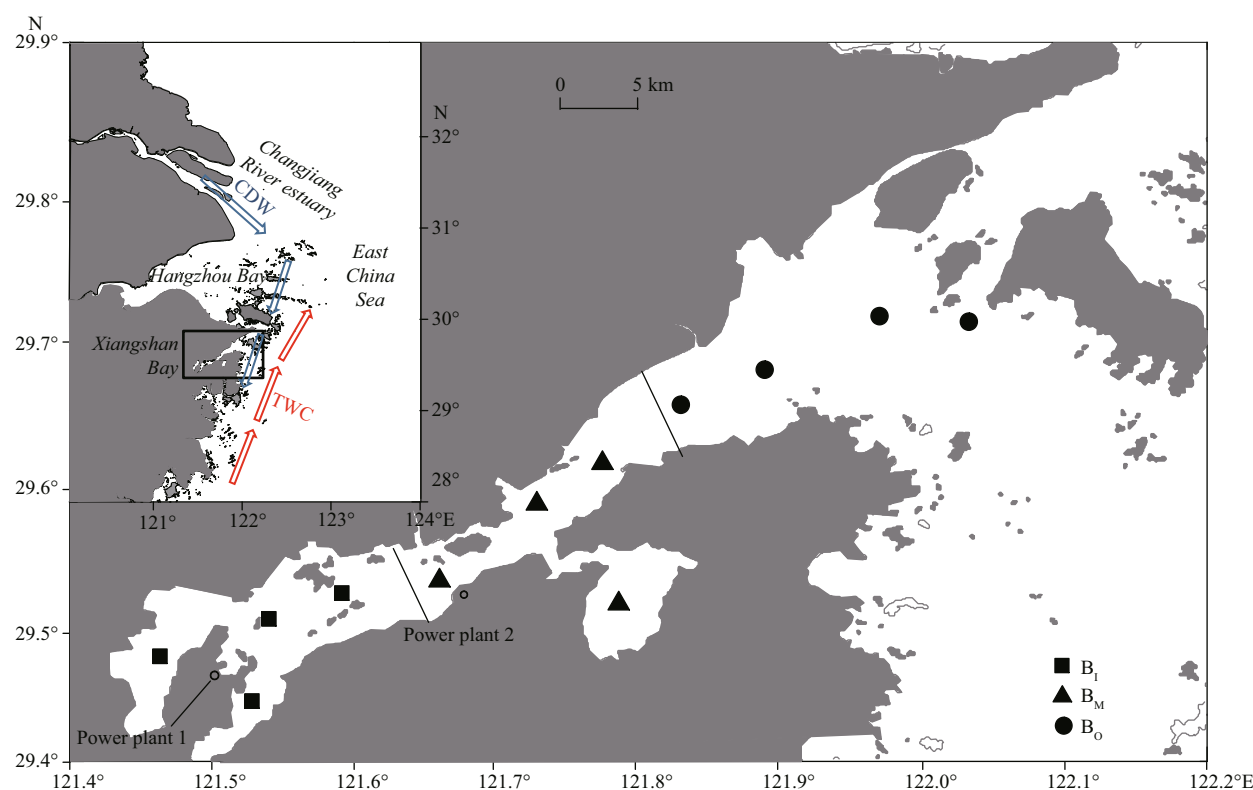 N
29.9°
29.8°
29.7°
29.6°
29.5°
29.4°
121.4°
121.5°
121.6°
121.7°
121.8°
121.9°
122.0°
122.1°
122.2°E
0 5 km
N
32°
31°
30°
29°
28°
121°
122°
123°
124°E
Changjiang
River estuary
CDW
Hangzhou Bay
East
China
Sea
Xiangshan
Bay
TWC
Power plant 2
Power plant 1
B_I
B_M
B_O